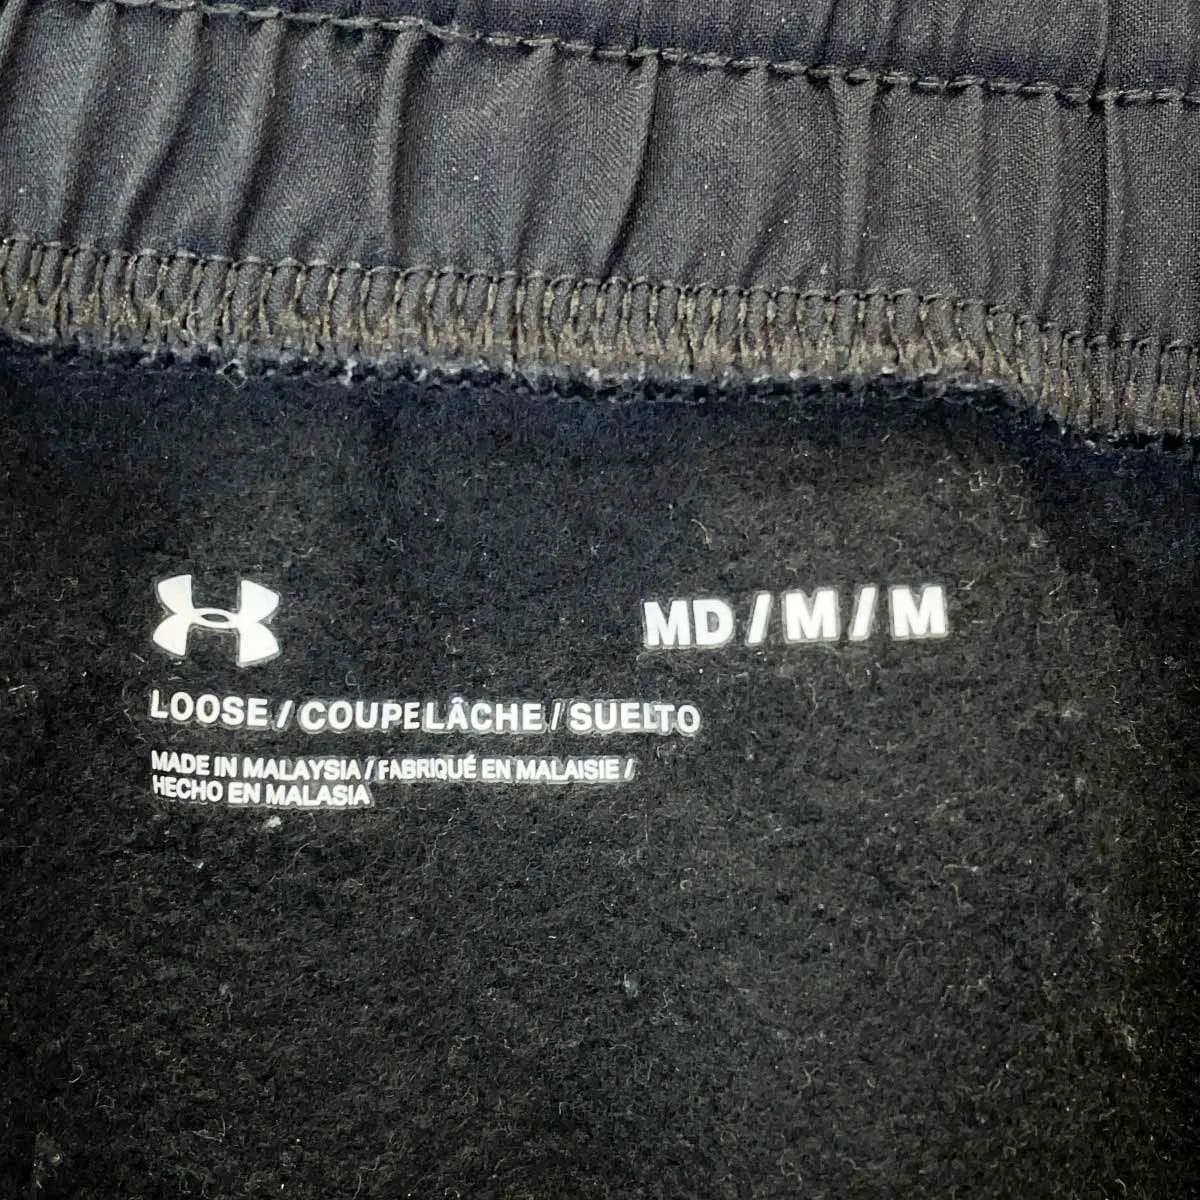 MD / M / M
LOOSE / COUPE LÂCHE / SUELTO
MADE IN MALAYSIA / FABRIQUÉ EN MALAISIE /
HECHO EN MALASIA